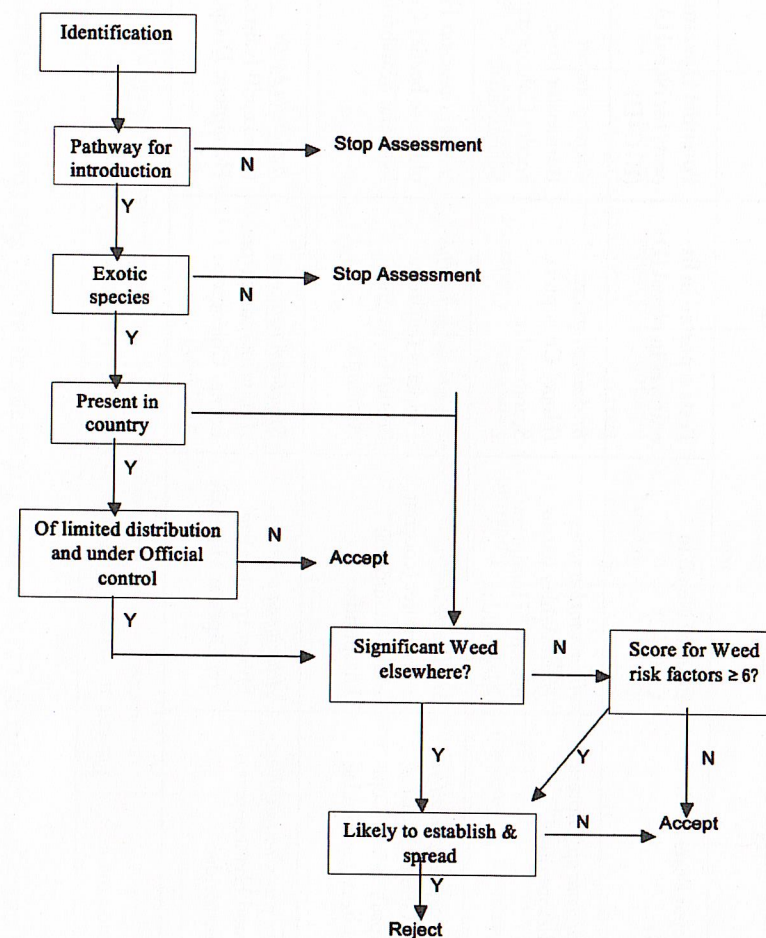 Identification
Pathway for
introduction
N
Stop Assessment
Y
Exotic
species
N
Stop Assessment
Y
Present in
country
Y
Of limited distribution
and under Official
control
N
Accept
Y
Significant Weed
elsewhere?
N
Score for Weed
risk factors ≥ 6?
Y
Y
N
Likely to establish &
spread
N
Accept
Y
Reject